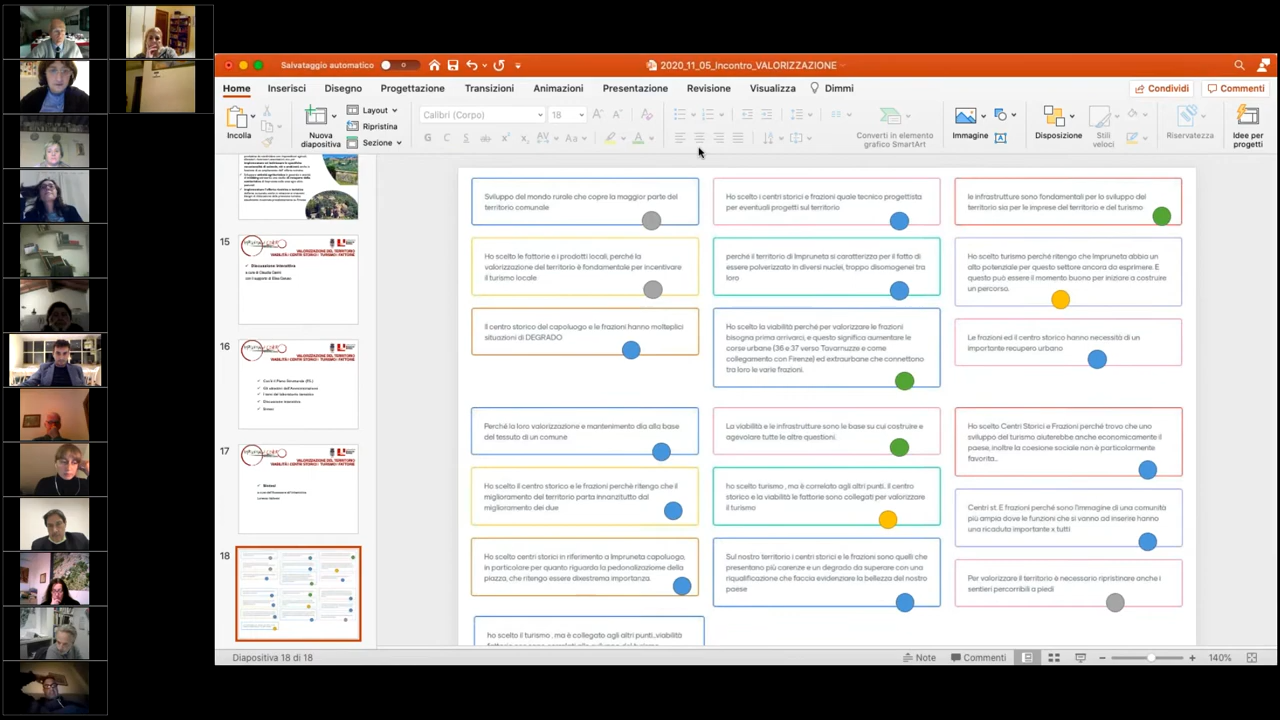 Salvataggio automatico
2020_11_05_Incontro_VALORIZZAZIONE
Home Inserisci Disegno Progettazione Transizioni Animazioni Presentazione Revisione Visualizza Dimmi
Condividi Commenti
Incolla
Nuova
diapositiva
Layout
Ripristina
Sezione
Calibri (Corpo) 18
Converti in elemento
grafico SmartArt
Immagine
Disposizione
Stili
veloci
Riservatezza
Idee per
progetti
15
Discussione interattiva
16
Discussione interattiva
Sintesi
17
Sintesi
18
Sviluppo del mondo rurale che copre la maggior parte del
territorio comunale
Ho scelto i centri storici e frazioni quale tecnico progettista
per eventuali progetti sul territorio
le infrastrutture sono fondamentali per lo sviluppo del
territorio sia per le imprese del territorio e del turismo
Ho scelto le fattorie e i prodotti locali, perché la
valorizzazione del territorio è fondamentale per incentivare
il turismo locale
perché il territorio di Impruneta si caratterizza per il fatto di
essere polverizzato in diversi nuclei, troppo disomogenei tra
loro
Ho scelto turismo perché ritengo che Impruneta abbia un
alto potenziale per questo settore ancora da esprimere. E
questo può essere il momento buono per iniziare a costruire
un percorso.
Il centro storico del capoluogo e le frazioni hanno molteplici
situazioni di DEGRADO
Ho scelto la viabilità perché per valorizzare le frazioni
bisogna prima arrivarci, e questo significa aumentare le
corse urbane (36 e 37 verso Tavarnuzze e come
collegamento con Firenze) ed extraurbane che connettano
tra loro le varie frazioni.
Le frazioni ed il centro storico hanno necessità di un
importante recupero urbano
Perché la loro valorizzazione e mantenimento dia alla base
del tessuto di un comune
La viabilità e le infrastrutture sono le base su cui costruire e
agevolare tutte le altre questioni.
Ho scelto Centri Storici e Frazioni perché trovo che uno
sviluppo del turismo aiuterebbe anche economicamente il
paese, inoltre la coesione sociale non è particolarmente
favorita..
Ho scelto il centro storico e le frazioni perchè ritengo che il
miglioramento del territorio parta innanzitutto dal
miglioramento dei due
ho scelto turismo , ma è correlato agli altri punti. Il centro
storico e la viabilità le fattorie sono collegati per valorizzare
il turismo
Centri st. E frazioni perché sono l'immagine di una comunità
più ampia dove le funzioni che si vanno ad inserire hanno
una ricaduta importante x tutti
Ho scelto centri storici in riferimento a Impruneta capoluogo,
in particolare per quanto riguarda la pedonalizzazione della
piazza, che ritengo essere dixestrema importanza.
Sul nostro territorio i centri storici e le frazioni sono quelli che
presentano più carenze e un degrado da superare con una
riqualificazione che faccia evidenziare la bellezza del nostro
paese
Per valorizzare il territorio è necessario ripristinare anche i
sentieri percorribili a piedi
ho scelto il turismo , ma è collegato agli altri punti..viabilità
Diapositiva 18 di 18
Note Commenti 140%